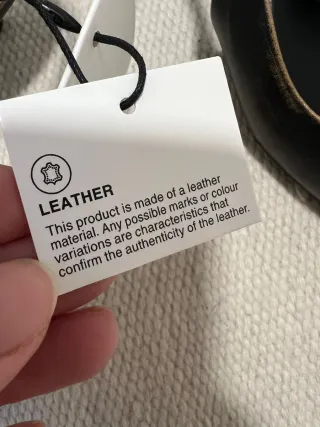 LEATHER
This product is made of a leather
material. Any possible marks or colour
variations are characteristics that
confirm the authenticity of the leather.